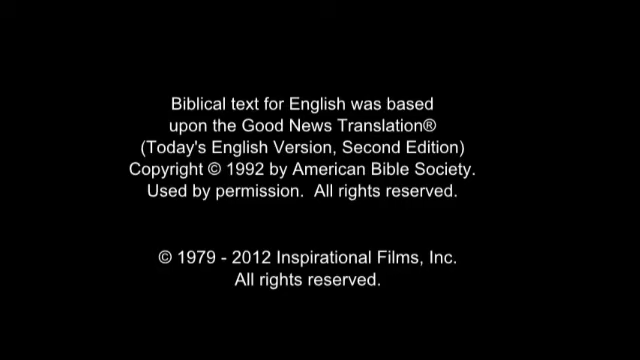 Biblical text for English was based
upon the Good News Translation®
(Today's English Version, Second Edition)
Copyright © 1992 by American Bible Society.
Used by permission.  All rights reserved.
© 1979 - 2012 Inspirational Films, Inc.
All rights reserved.